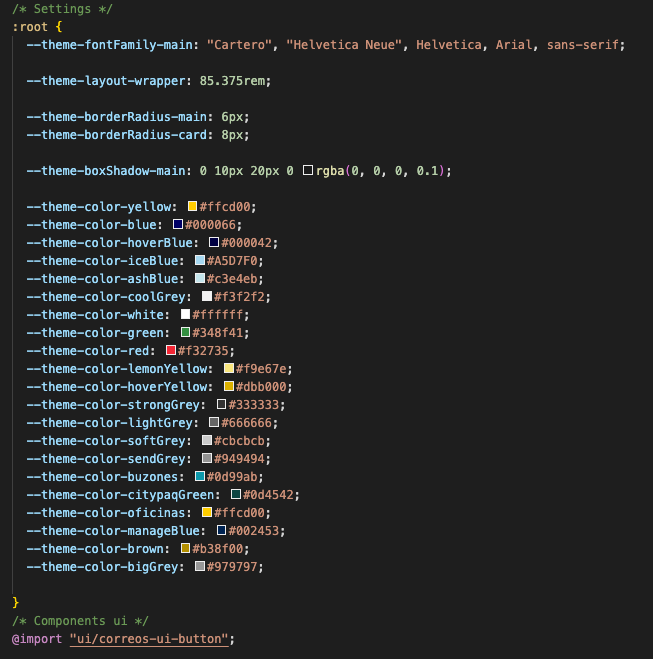 /* Settings */
:root {
--theme-fontFamily-main: "Cartero", "Helvetica Neue", Helvetica, Arial, sans-serif;
--theme-layout-wrapper: 85.375rem;
--theme-borderRadius-main: 6px;
--theme-borderRadius-card: 8px;
--theme-boxShadow-main: 0 10px 20px 0 rgba(0, 0, 0, 0.1);
--theme-color-yellow: #ffcd00;
--theme-color-blue: #000066;
--theme-color-hoverBlue: #000042;
--theme-color-iceBlue: #A5D7F0;
--theme-color-ashBlue: #c3e4eb;
--theme-color-coolGrey: #f3f2f2;
--theme-color-white: #ffffff;
--theme-color-green: #348f41;
--theme-color-red: #f32735;
--theme-color-lemonYellow: #f9e67e;
--theme-color-hoverYellow: #dbb000;
--theme-color-strongGrey: #333333;
--theme-color-lightGrey: #666666;
--theme-color-softGrey: #cbcbcb;
--theme-color-sendGrey: #949494;
--theme-color-buzones: #0d99ab;
--theme-color-citypaqGreen: #0d4542;
--theme-color-oficinas: #ffcd00;
--theme-color-manageBlue: #002453;
--theme-color-brown: #b38f00;
--theme-color-bigGrey: #979797;
}
/* Components ui */
@import "ui/correos-ui-button";